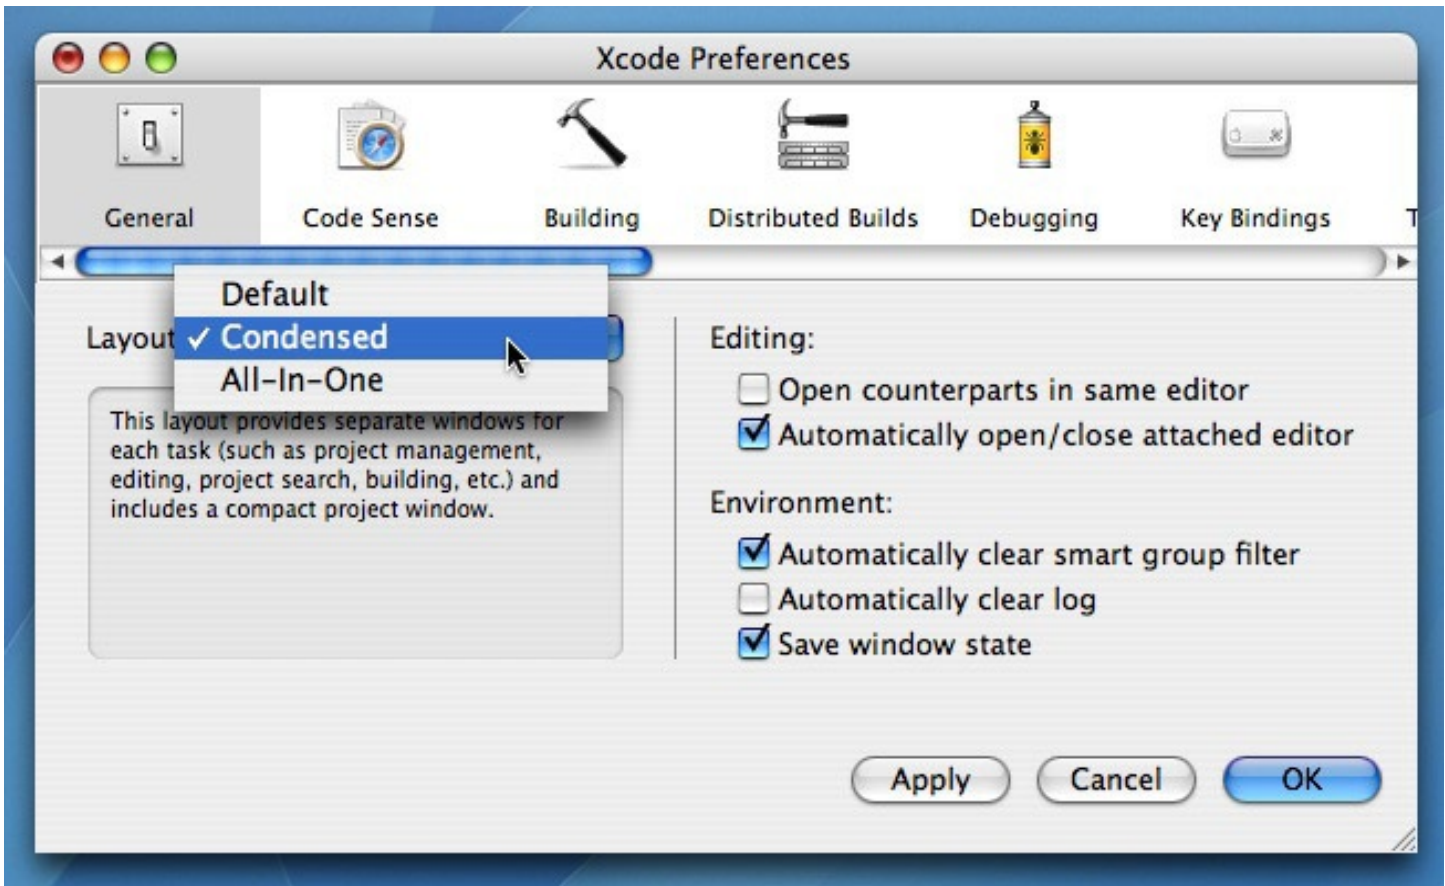 Xcode Preferences
General
Code Sense
Building
Distributed Builds
Debugging
Key Bindings
T
Default
Layout ✓ Condensed
All-In-One
This layout provides separate windows for
each task (such as project management,
editing, project search, building, etc.) and
includes a compact project window.
Editing:
Open counterparts in same editor
Automatically open/close attached editor
Environment:
Automatically clear smart group filter
Automatically clear log
Save window state
Apply
Cancel
OK